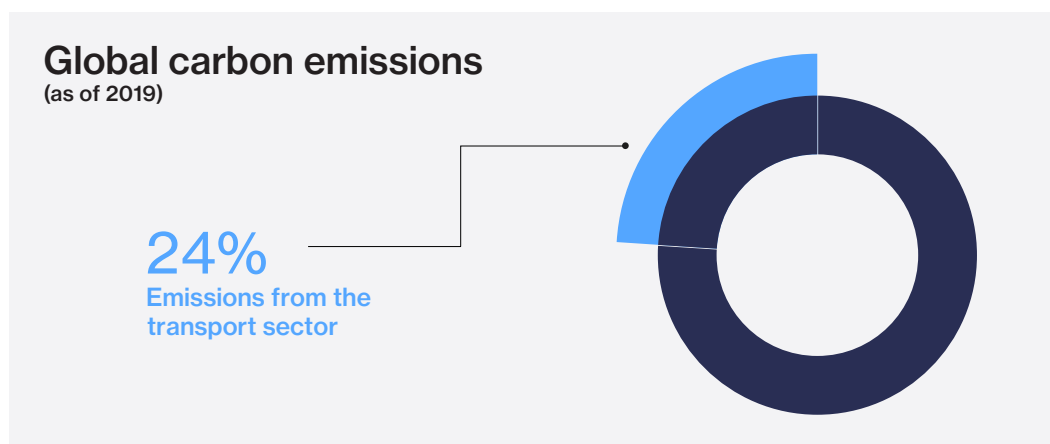 Global carbon emissions
(as of 2019)
24%
Emissions from the
transport sector